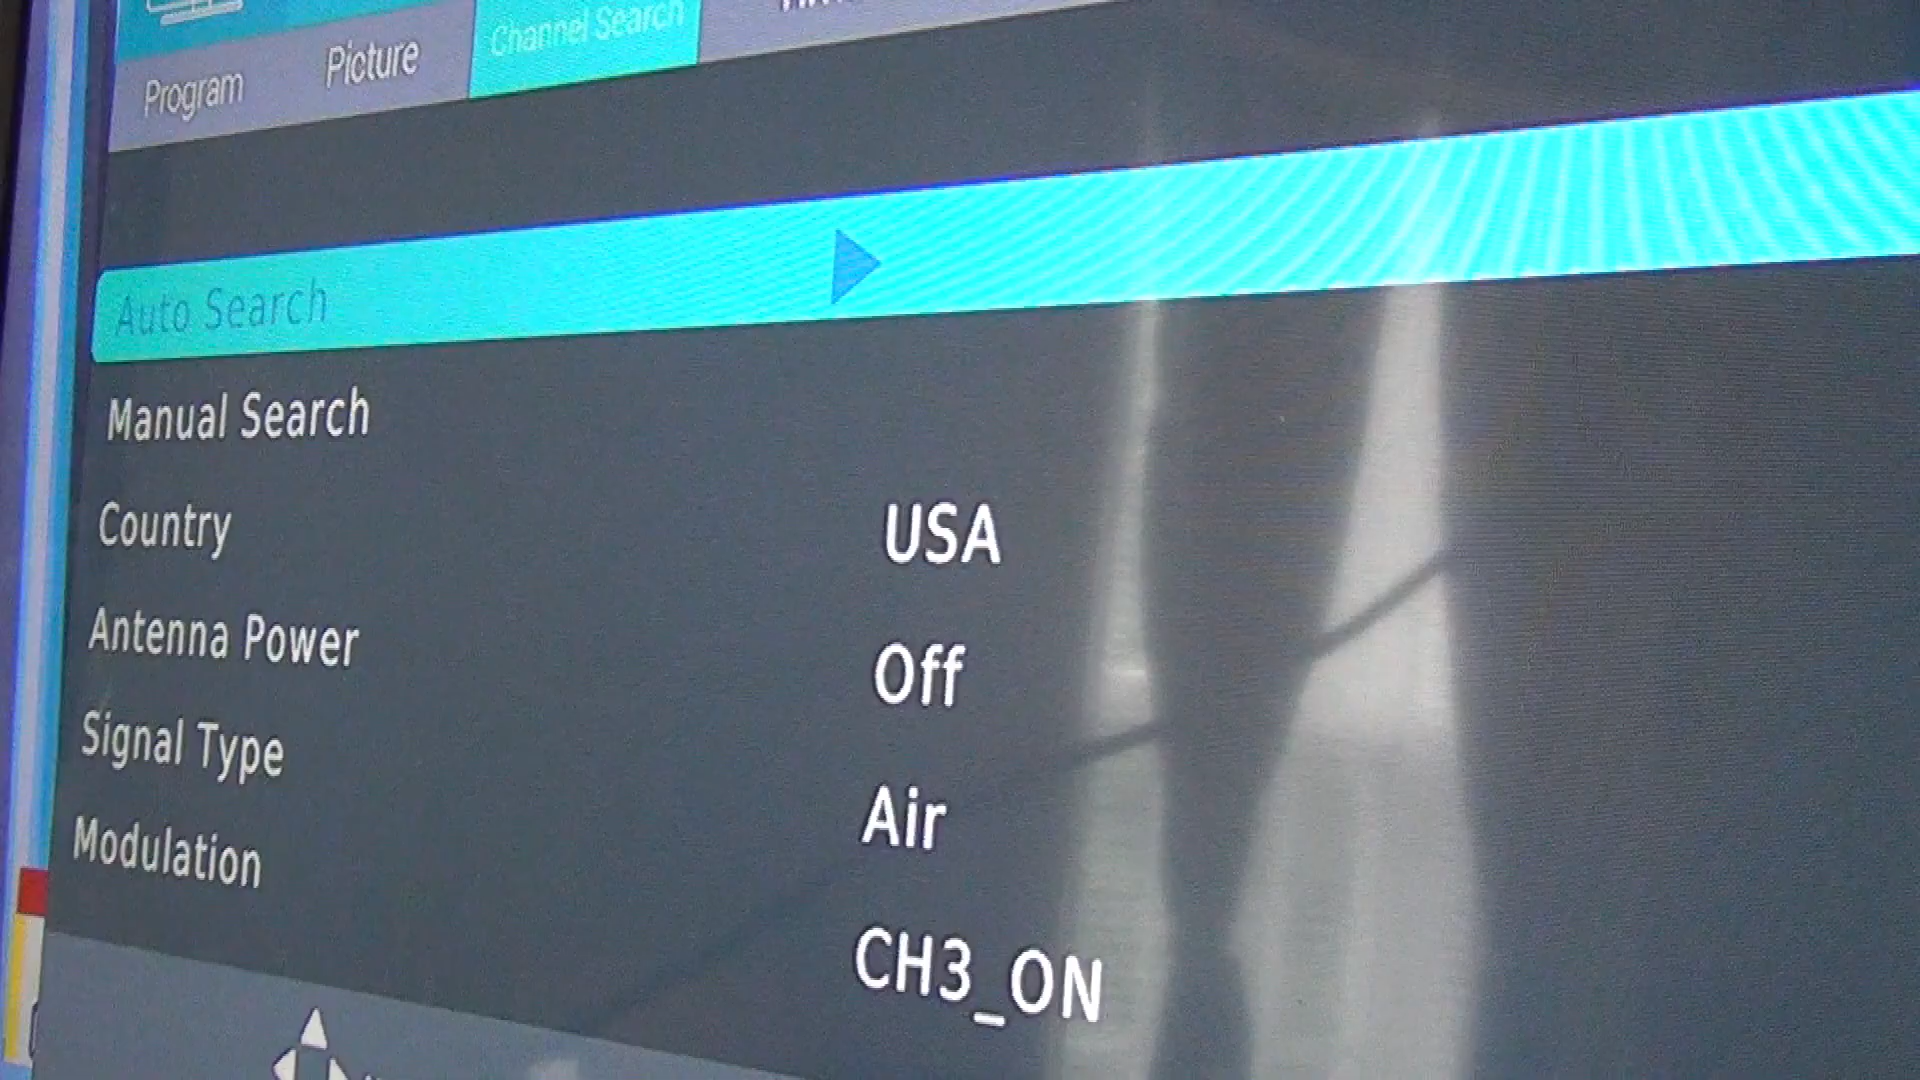 Program
Picture
Channel Search
Auto Search
Manual Search
Country
USA
Antenna Power
Off
Signal Type
Air
Modulation
CH3_ON